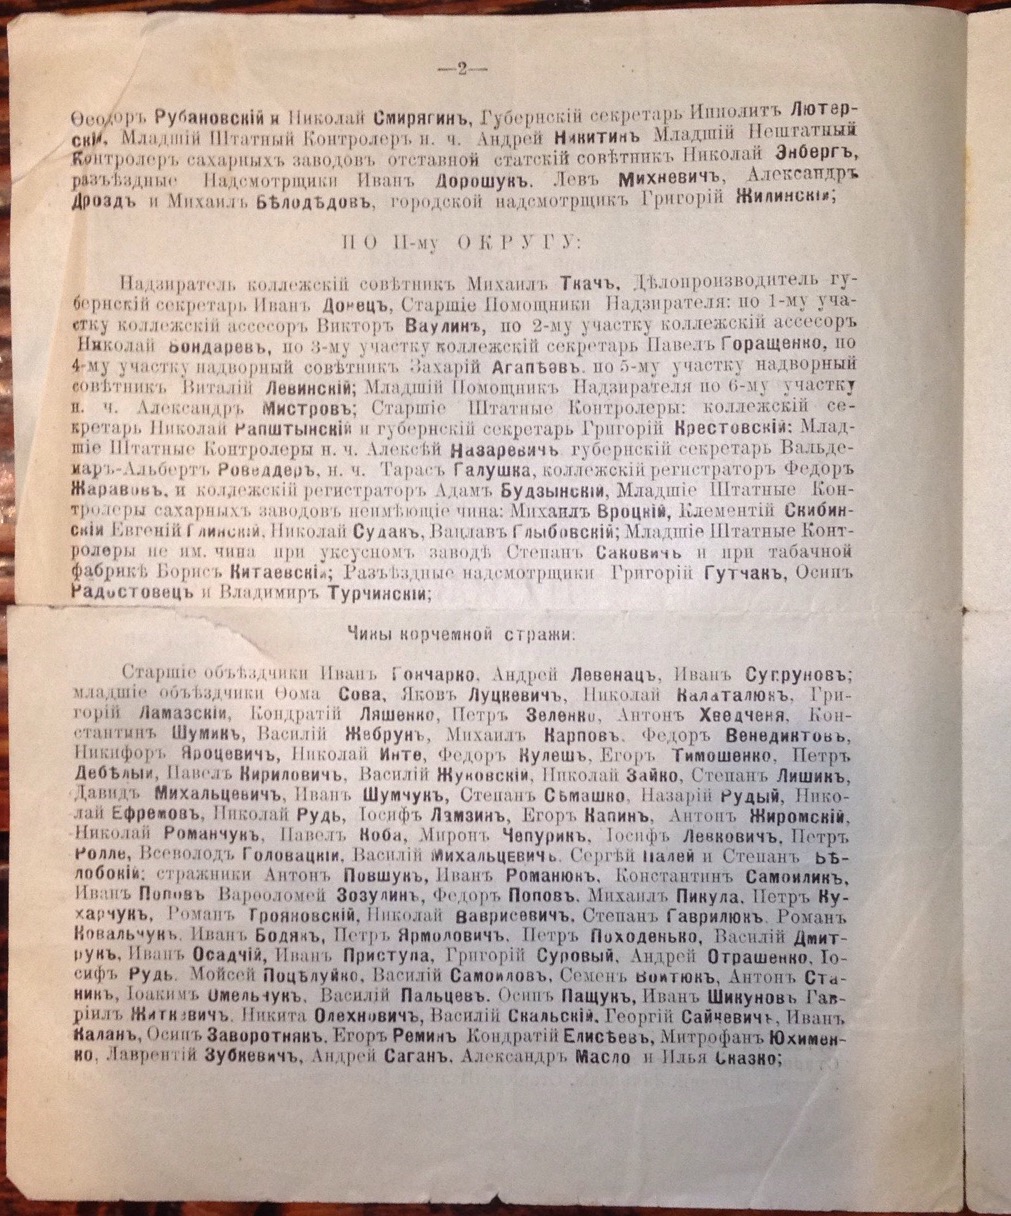 —2—
Ѳеодоръ Рубановскій и Николай Смирягинъ, Губернскій секретарь Ипполитъ Лютер-
скій, Младшій Штатный Контролеръ н. ч. Андрей Никитинъ Младшій Нештатный
Контролеръ сахарныхъ заводовъ отставной статскій совѣтникъ Николай Энбергъ,
разъѣздные Надсмотрщики Иванъ Дорошукъ. Левъ Михневичъ, Александръ
Дроздъ и Михаилъ Бѣлодѣдовъ, городской надсмотрщикъ Григорій Жилинскій;
ПО II-му ОКРУГУ:
Надзиратель коллежскій совѣтникъ Михаилъ Ткачъ, Дѣлопроизводитель гу-
бернскій секретарь Иванъ Донецъ, Старшіе Помощники Надзирателя: по 1-му уча-
стку коллежскій ассесоръ Викторъ Ваулинъ, по 2-му участку коллежскій ассесоръ
Николай Бондаревъ, по 3-му участку коллежскій секретарь Павелъ Горащенко, по
4-му участку надворный совѣтникъ Захарій Агапѣевъ. по 5-му участку надворный
совѣтникъ Виталій Левинскій; Младшій Помощникъ Надзирателя по 6-му участку
н. ч. Александръ Мистровъ; Старшіе Штатные Контролеры: коллежскій се-
кретарь Николай Рапштынскій и губернскій секретарь Григорій Крестовскій: Млад-
шіе Штатные Контролеры н. ч. Алексѣй Назаревичъ губернскій секретарь Вальде-
маръ-Альбертъ Роведдеръ, н. ч. Тарасъ Галушка, коллежскій регистраторъ Федоръ
Жаравовъ, и коллежскій регистраторъ Адамъ Будзынскій, Младшіе Штатные Кон-
тролеры сахарныхъ заводовъ неимѣющіе чина: Михаилъ Вроцкій, Клементій Скибин-
скій Евгеній Глинскій, Николай Судакъ, Вацлавъ Глыбовскій; Младшіе Штатные Конт-
ролеры не им. чина при уксусномъ заводѣ Степанъ Саковичъ и при табачной
фабрикѣ Борисъ Китаевскій; Разъѣздные надсмотрщики Григорій Гутчакъ, Осипъ
Радостовецъ и Владимиръ Турчинскій;
Чины корчемной стражи:
Старшіе объѣздчики Иванъ Гончарко, Андрей Левенацъ, Иванъ Сугруновъ;
младшіе объѣздчики Ѳома Сова, Яковъ Луцкевичъ, Николай Калаталюкъ, Гри-
горій Ламазскій, Кондратій Ляшенко, Петръ Зеленко, Антонъ Хведченя, Кон-
стантинъ Шумикъ, Василій Жебрунъ, Михаилъ Карповъ. Федоръ Венедиктовъ,
Никифоръ Яроцевичъ, Николай Инте, Федоръ Кулешъ, Егоръ Тимошенко, Петръ
Дебѣлый, Павелъ Кириловичъ, Василій Жуковскій, Николай Зайко, Степанъ Лишикъ,
Давидъ Михальцевичъ, Иванъ Шумчукъ, Степанъ Сѣмашко, Назарій Рудый, Нико-
лай Ефремовъ, Николай Рудь, Іосифъ Ламзинъ, Егоръ Капинъ, Антонъ Жиромскій,
Николай Романчукъ, Павелъ Коба, Миронъ Чепурикъ, Іосифъ Левковичъ, Петръ
Ролле, Всеволодъ Головацкій, Василій Михальцевичъ. Сергѣй Палей и Степанъ Бѣ-
лобокій; стражники Антонъ Повшукъ, Иванъ Романюкъ, Константинъ Самоиликъ,
Иванъ Поповъ Варѳоломей Зозулинъ, Федоръ Поповъ, Михаилъ Пикула, Петръ Ку-
харчукъ, Романъ Трояновскій, Николай Ваврисевичъ, Степанъ Гаврилюкъ. Романъ
Ковальчукъ. Иванъ Бодякъ, Петръ Ярмоловичъ, Петръ Походенько, Василій Дмит-
рукъ, Иванъ Осадчій, Иванъ Приступа, Григорій Суровый, Андрей Отрашенко, Іо-
сифъ Рудь. Мойсей Поцѣлуйко, Василій Самойловъ, Семенъ Войтюкъ, Антонъ Ста-
никъ, Іоакимъ Омельчукъ, Василій Пальцевъ. Осипъ Пащукъ, Иванъ Шикуновъ Гав-
ріилъ Житкевичъ, Никита Олехновичъ, Василій Скальскій, Георгій Сайчевичъ, Иванъ
Каланъ, Осипъ Заворотнякъ, Егоръ Реминъ Кондратій Елисѣевъ, Митрофанъ Юхимен-
ко, Лаврентій Зубкевичъ, Андрей Саганъ, Александръ Масло и Илья Сказко;